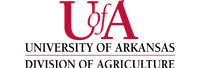 UofA
UNIVERSITY OF ARKANSAS
DIVISION OF AGRICULTURE